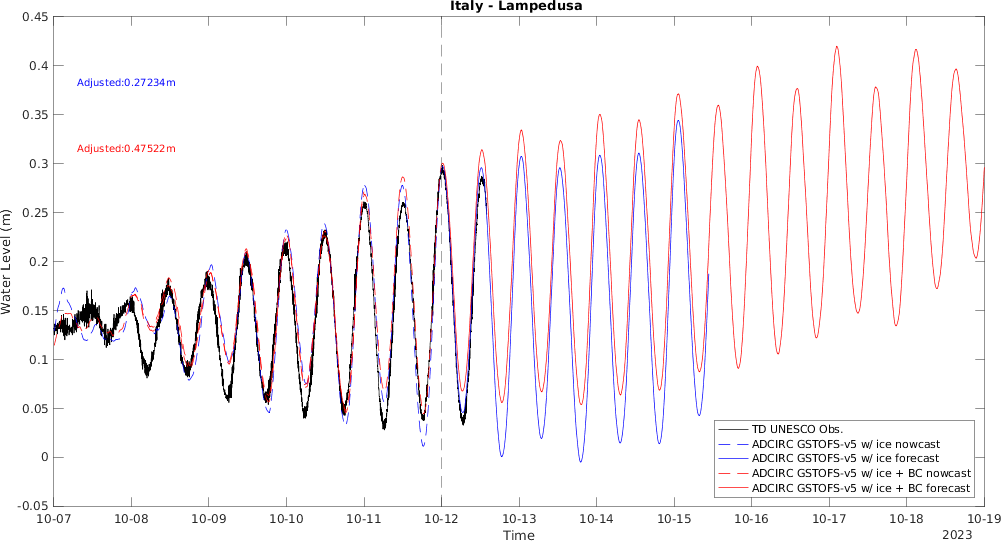 Italy - Lampedusa
0.45
0.4
0.35
0.3
0.25
0.2
0.15
0.1
0.05
0
-0.05
Water Level (m)
Adjusted:0.27234m
Adjusted:0.47522m
TD UNESCO Obs.
ADCIRC GSTOFS-v5 w/ ice nowcast
ADCIRC GSTOFS-v5 w/ ice forecast
ADCIRC GSTOFS-v5 w/ ice + BC nowcast
ADCIRC GSTOFS-v5 w/ ice + BC forecast
10-07 10-08 10-09 10-10 10-11 10-12 10-13 10-14 10-15 10-16 10-17 10-18 10-19
Time
2023